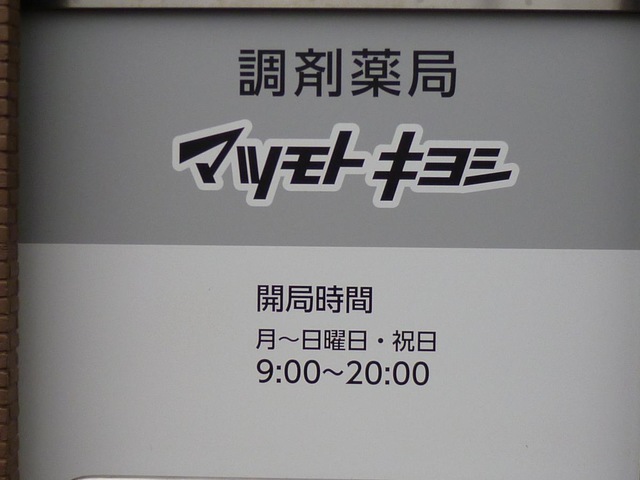 調剤薬局
マツモトキヨシ
開局時間
月～日曜日・祝日
9:00～20:00